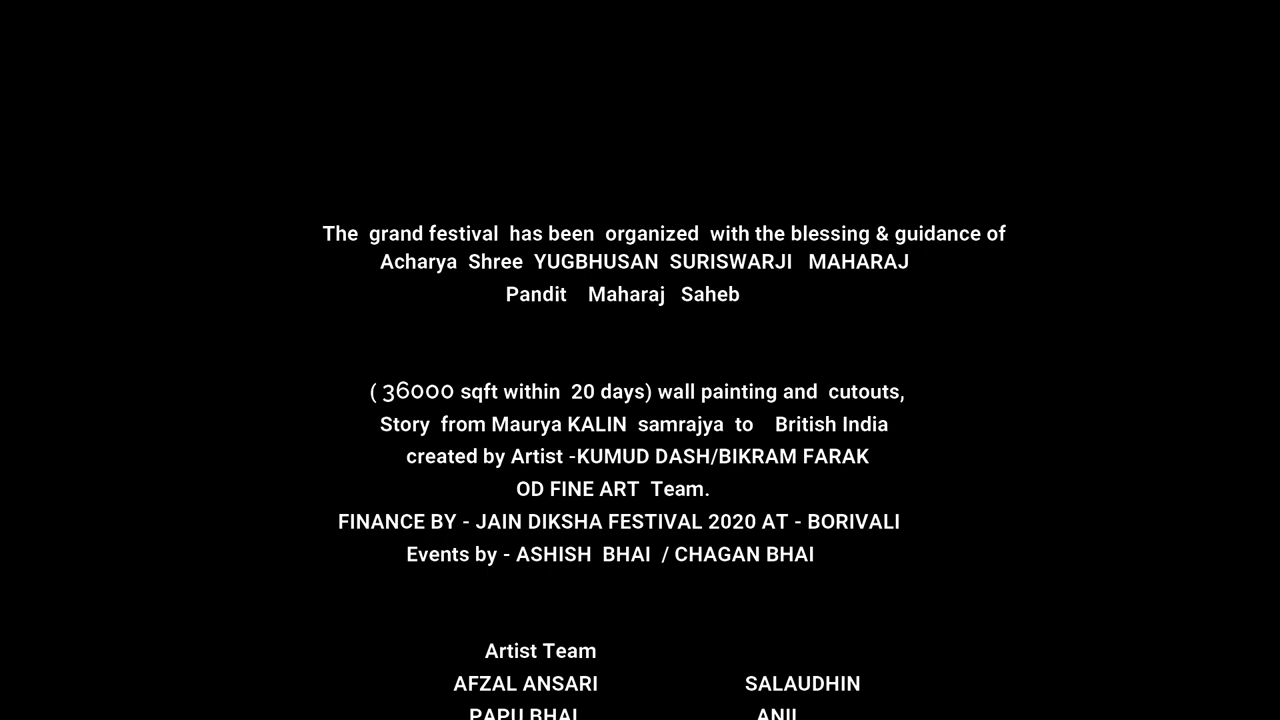 The grand festival has been organized with the blessing & guidance of
Acharya Shree YUGBHUSAN SURISWARJI MAHARAJ
Pandit Maharaj Saheb
( 36000 sqft within 20 days) wall painting and cutouts,
Story from Maurya KALIN samrajya to British India
created by Artist -KUMUD DASH/BIKRAM FARAK
OD FINE ART Team.
FINANCE BY - JAIN DIKSHA FESTIVAL 2020 AT - BORIVALI
Events by - ASHISH BHAI / CHAGAN BHAI
Artist Team
AFZAL ANSARI SALAUDHIN
PAPU BHAI ANIL